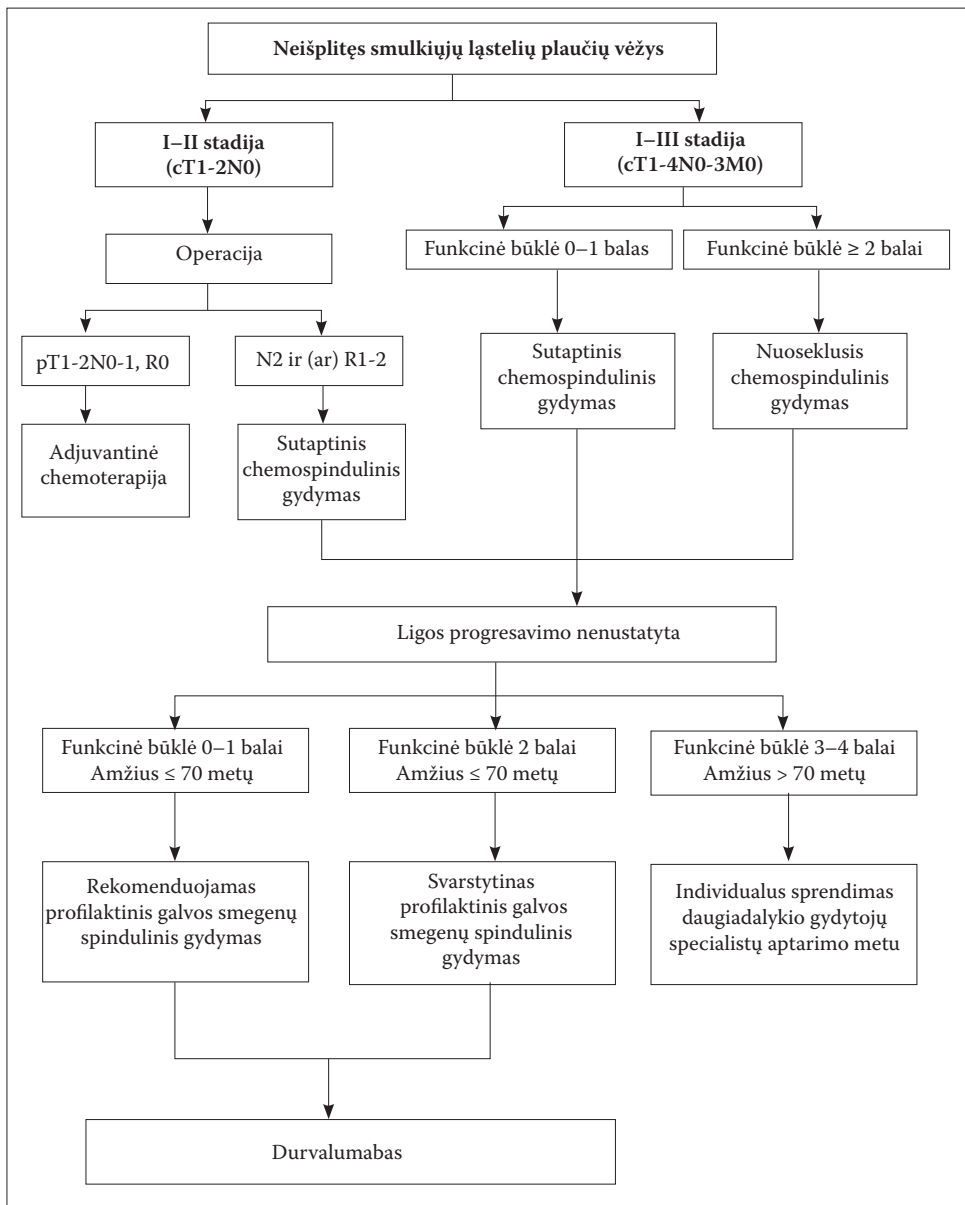 Neišplitęs smulkiųjų ląstelių plaučių vėžys
I–II stadija
(cT1-2N0)
I–III stadija
(cT1-4N0-3M0)
Operacija
Funkcinė būklė 0–1 balas
Funkcinė būklė ≥ 2 balai
pT1-2N0-1, R0
N2 ir (ar) R1-2
Sutaptinis
chemospindulinis
gydymas
Nuoseklusis
chemospindulinis
gydymas
Adjuvantinė
chemoterapija
Sutaptinis
chemospindulinis
gydymas
Ligos progresavimo nenustatyta
Funkcinė būklė 0–1 balai
Amžius ≤ 70 metų
Funkcinė būklė 2 balai
Amžius ≤ 70 metų
Funkcinė būklė 3–4 balai
Amžius > 70 metų
Rekomenduojamas
profilaktinis galvos smegenų
spindulinis gydymas
Svarstytinas
profilaktinis galvos
smegenų spindulinis
gydymas
Individualus sprendimas
daugiadalykio gydytojų
specialistų aptarimo metu
Durvalumabas